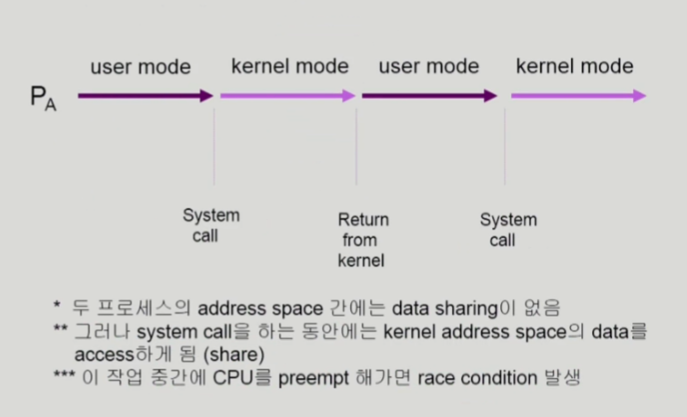 user mode kernel mode user mode kernel mode
PA
System call
Return from kernel
System call
* 두 프로세스의 address space 간에는 data sharing이 없음
** 그러나 system call을 하는 동안에는 kernel address space의 data를
access하게 됨 (share)
*** 이 작업 중간에 CPU를 preempt 해가면 race condition 발생